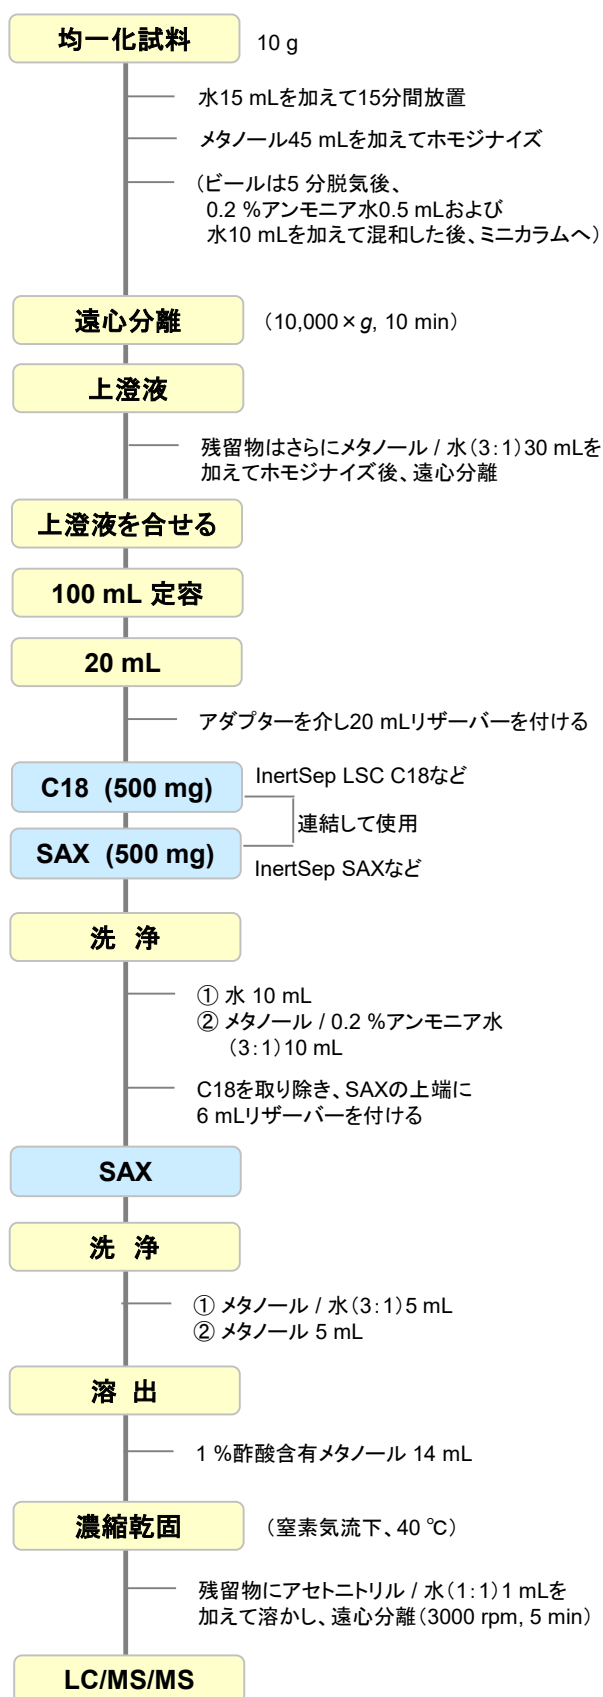 均一化試料
10 g
水15 mLを加えて15分間放置
メタノール45 mLを加えてホモジナイズ
（ビールは5 分脱気後、
0.2 %アンモニア水0.5 mLおよび
水10 mLを加えて混和した後、ミニカラムへ）
遠心分離
（10,000×g, 10 min）
上澄液
残留物はさらにメタノール / 水（3：1）30 mLを
加えてホモジナイズ後、遠心分離
上澄液を合せる
100 mL 定容
20 mL
アダプターを介し20 mLリザーバーを付ける
C18 (500 mg)
InertSep LSC C18など
連結して使用
SAX (500 mg)
InertSep SAXなど
洗 浄
① 水 10 mL
② メタノール / 0.2 %アンモニア水
（3：1）10 mL
C18を取り除き、SAXの上端に
6 mLリザーバーを付ける
SAX
洗 浄
① メタノール / 水（3：1）5 mL
② メタノール 5 mL
溶 出
1 %酢酸含有メタノール 14 mL
濃縮乾固
（窒素気流下、40 ℃）
残留物にアセトニトリル / 水（1：1）1 mLを
加えて溶かし、遠心分離（3000 rpm, 5 min）
LC/MS/MS